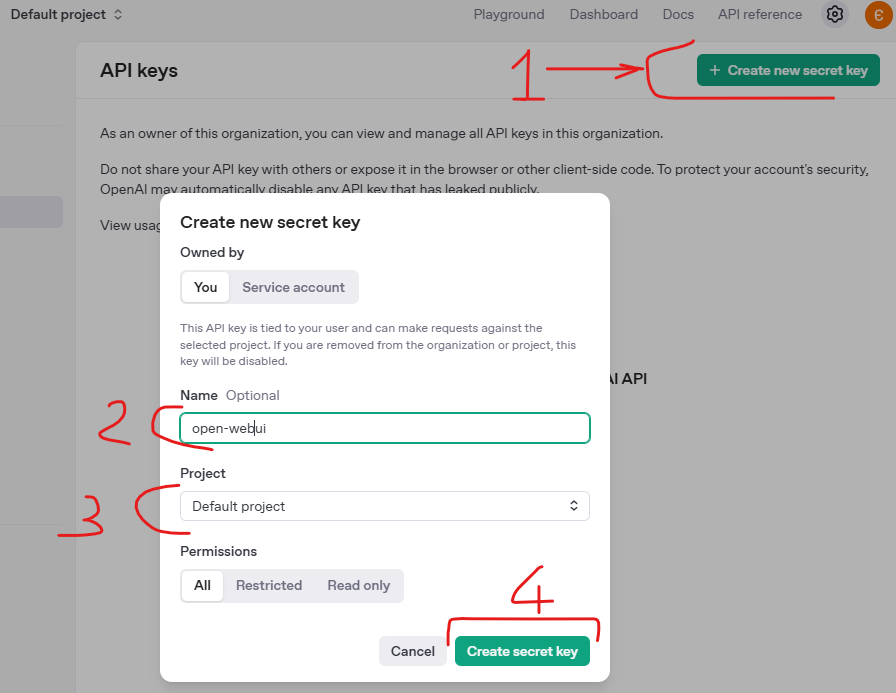 Default project
Playground Dashboard Docs API reference
Є
API keys
1
+ Create new secret key
As an owner of this organization, you can view and manage all API keys in this organization.
Do not share your API key with others or expose it in the browser or other client-side code. To protect your account's security,
OpenAI may automatically disable any API key that has leaked publicly.
View usag
Create new secret key
Owned by
You Service account
This API key is tied to your user and can make requests against the
selected project. If you are removed from the organization or project, this
key will be disabled.
AI API
Name Optional
2
open-webui
Project
3
Default project
Permissions
All Restricted Read only
4
Cancel Create secret key